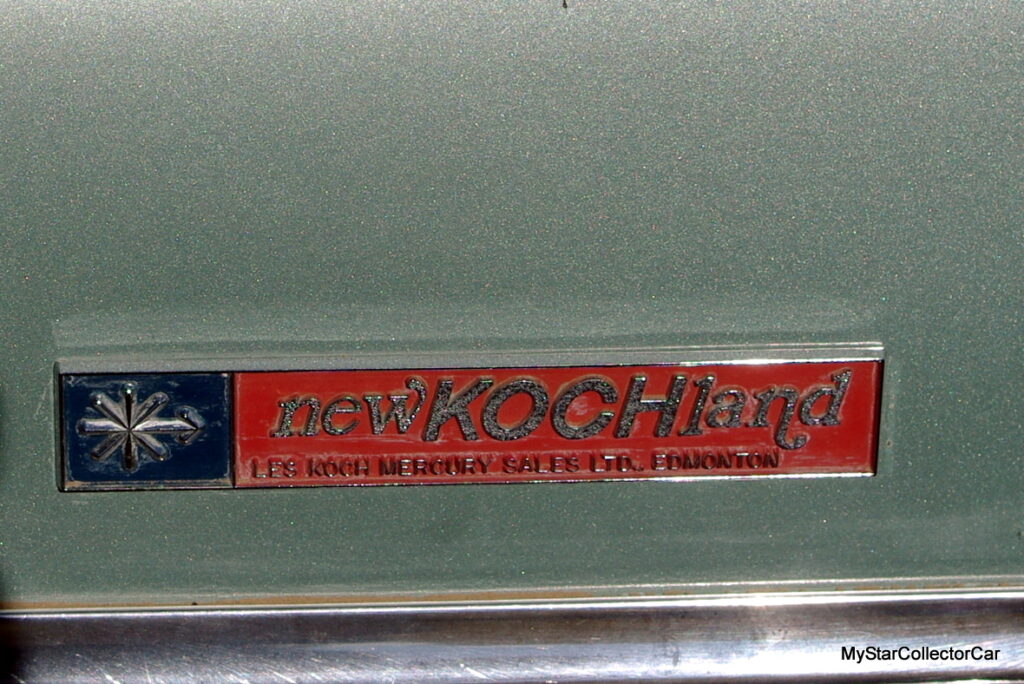 newKOCHland
LES KOCH MERCURY SALES LTD., EDMONTON
MyStarCollectorCar